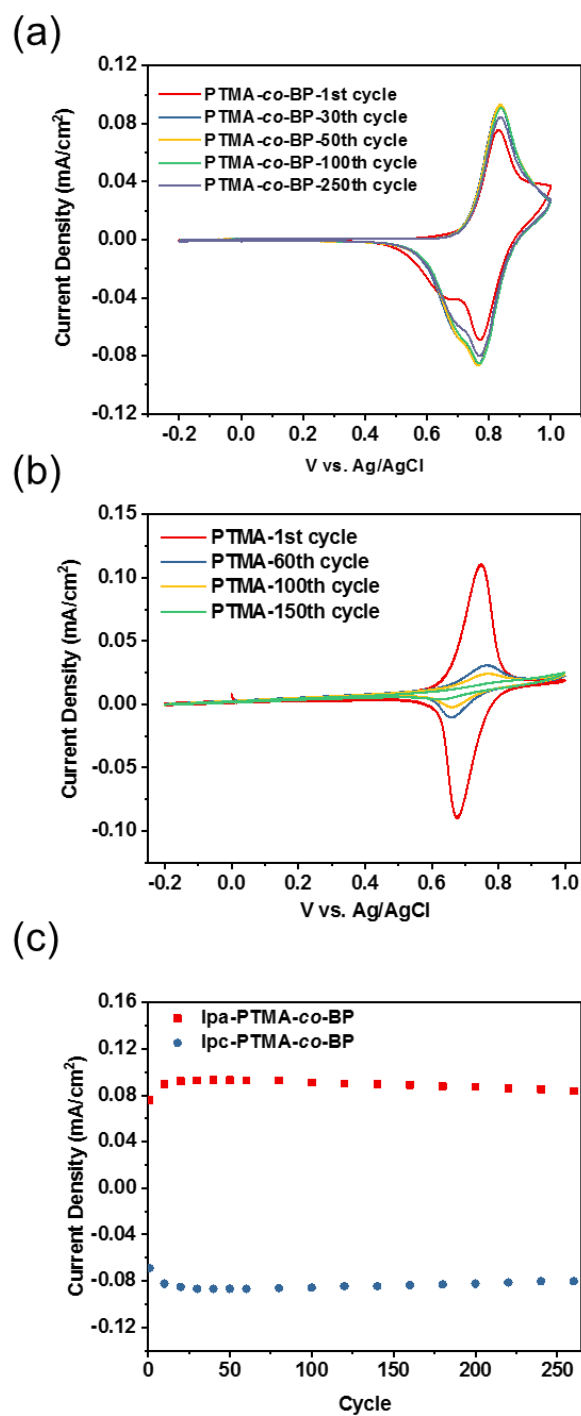 (a)
0.12
0.08
0.04
0.00
-0.04
-0.08
-0.12
Current Density (mA/cm²)
PTMA-co-BP-1st cycle
PTMA-co-BP-30th cycle
PTMA-co-BP-50th cycle
PTMA-co-BP-100th cycle
PTMA-co-BP-250th cycle
-0.2 0.0 0.2 0.4 0.6 0.8 1.0
V vs. Ag/AgCl
(b)
0.15
0.10
0.05
0.00
-0.05
-0.10
Current Density (mA/cm²)
PTMA-1st cycle
PTMA-60th cycle
PTMA-100th cycle
PTMA-150th cycle
-0.2 0.0 0.2 0.4 0.6 0.8 1.0
V vs. Ag/AgCl
(c)
0.16
0.12
0.08
0.04
0.00
-0.04
-0.08
-0.12
Current Density (mA/cm²)
Ipa-PTMA-co-BP
Ipc-PTMA-co-BP
0 50 100 150 200 250
Cycle